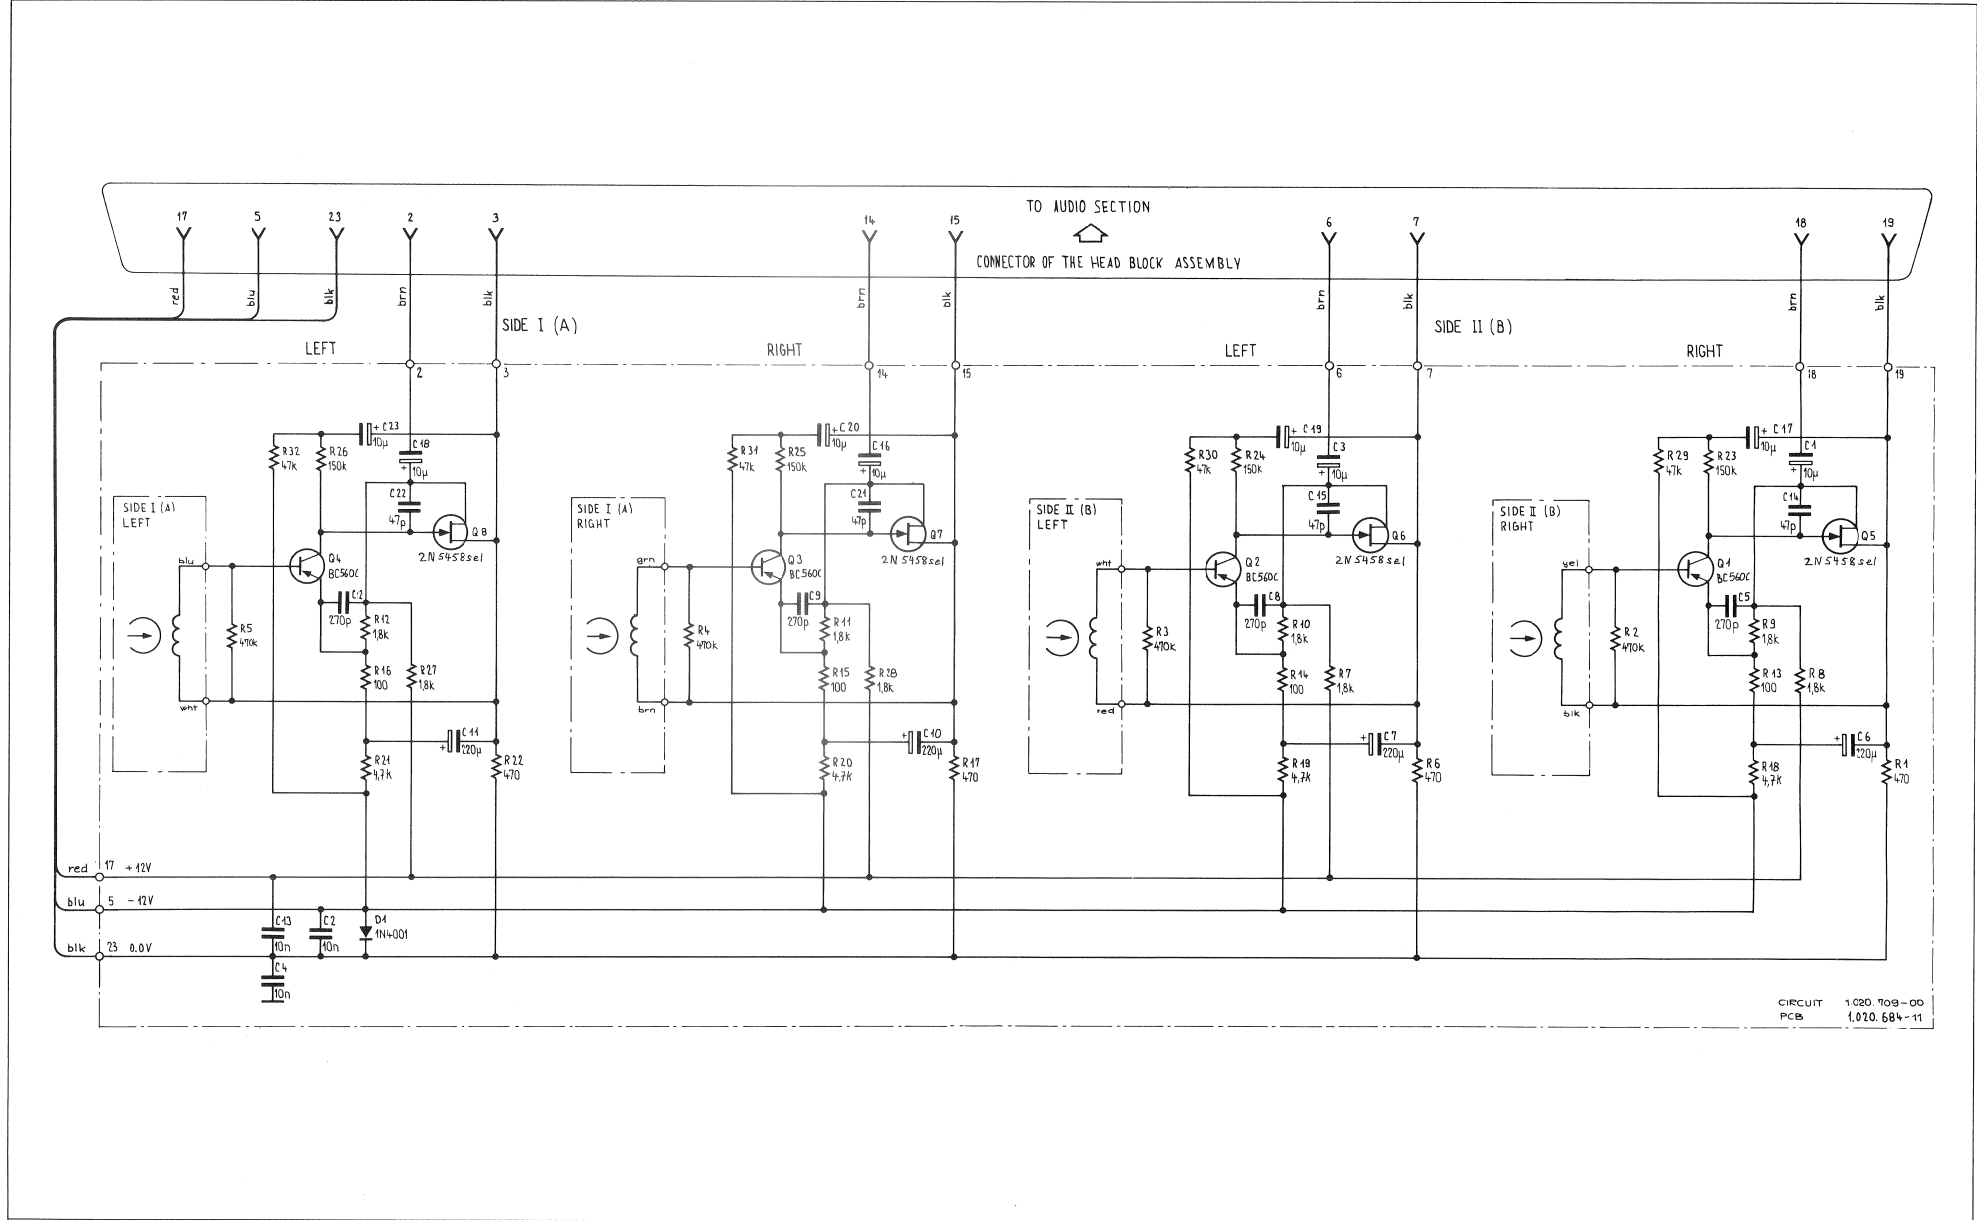 TO AUDIO SECTION
17 5 23 2 3 14 15 6 7 18 19
CONNECTOR OF THE HEAD BLOCK ASSEMBLY
red blu blk brn blk brn blk brn blk brn blk
SIDE I (A)
SIDE II (B)
LEFT
RIGHT
LEFT
RIGHT
2 3 14 15 6 7 18 19
+ C23
10µ
C18
+ 10µ
R32
47k
R26
150k
C22
47p
SIDE I (A)
LEFT
Q8
2N5458sel
blu
Q4
BC560C
C12
270p
R5
470k
R12
1,8k
R16
100
R27
1,8k
wht
+ C11
220µ
R21
4,7k
R22
470
+ C20
10µ
C16
+ 10µ
R31
47k
R25
150k
C21
47p
SIDE I (A)
RIGHT
Q7
2N5458sel
grn
Q3
BC560C
C9
270p
R4
470k
R11
1,8k
R15
100
R28
1,8k
brn
+ C10
220µ
R20
4,7k
R17
470
+ C19
10µ
C3
+ 10µ
R30
47k
R24
150k
C15
47p
SIDE II (B)
LEFT
Q6
2N5458sel
wht
Q2
BC560C
C8
270p
R3
470k
R10
1,8k
R14
100
R7
1,8k
red
+ C7
220µ
R19
4,7k
R6
470
+ C17
10µ
C1
+ 10µ
R29
47k
R23
150k
C14
47p
SIDE II (B)
RIGHT
Q5
2N5458sel
yel
Q1
BC560C
C5
270p
R2
470k
R9
1,8k
R13
100
R8
1,8k
blk
+ C6
220µ
R18
4,7k
R1
470
red 17 +12V
blu 5 -12V
C13
10n
C2
10n
D1
1N4001
blk 23 0.0V
C4
10n
CIRCUIT 1.020.709-00
PCB 1.020.684-11